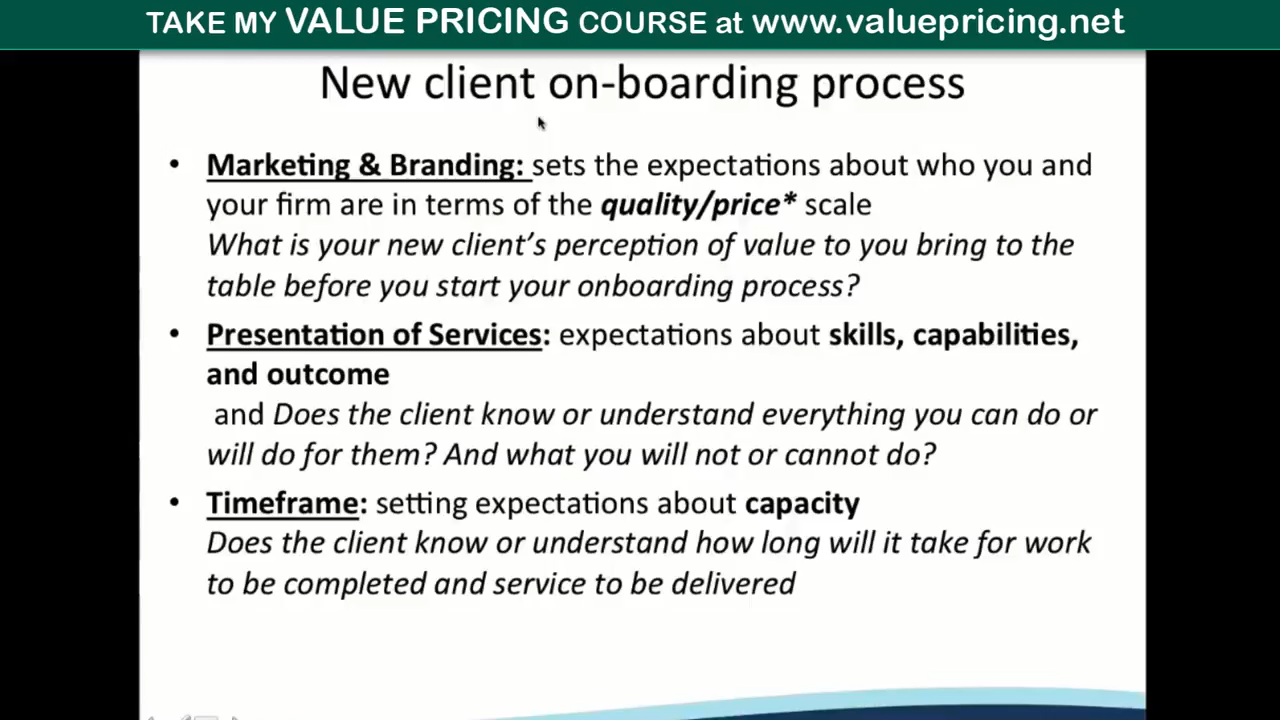 TAKE MY VALUE PRICING COURSE at www.valuepricing.net
New client on-boarding process
• Marketing & Branding: sets the expectations about who you and
your firm are in terms of the quality/price* scale
What is your new client’s perception of value to you bring to the
table before you start your onboarding process?
• Presentation of Services: expectations about skills, capabilities,
and outcome
and Does the client know or understand everything you can do or
will do for them? And what you will not or cannot do?
• Timeframe: setting expectations about capacity
Does the client know or understand how long will it take for work
to be completed and service to be delivered